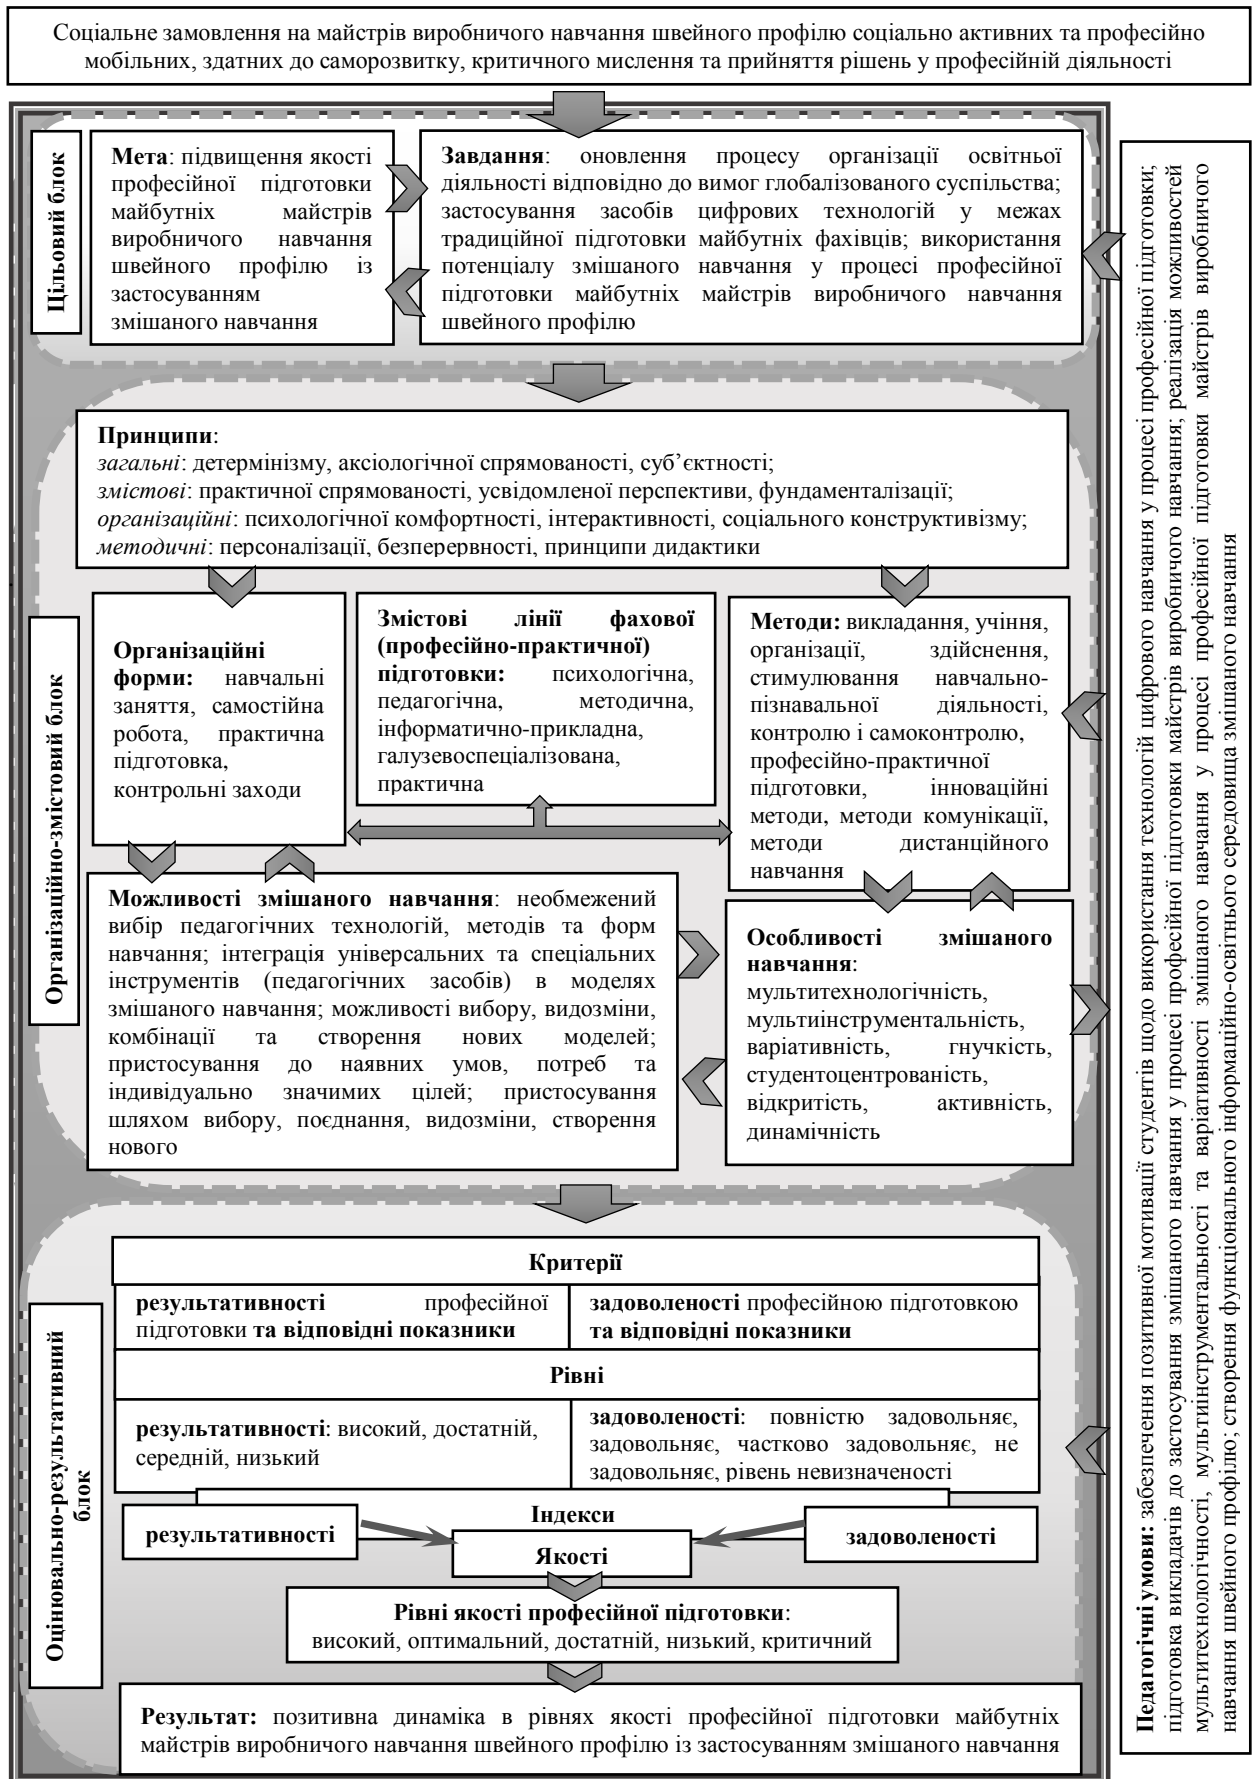 Соціальне замовлення на майстрів виробничого навчання швейного профілю соціально активних та професійно
мобільних, здатних до саморозвитку, критичного мислення та прийняття рішень у професійній діяльності
Цільовий блок
Мета: підвищення якості
професійної підготовки
майбутніх майстрів
виробничого навчання
швейного профілю із
застосуванням
змішаного навчання
Завдання: оновлення процесу організації освітньої
діяльності відповідно до вимог глобалізованого суспільства;
застосування засобів цифрових технологій у межах
традиційної підготовки майбутніх фахівців; використання
потенціалу змішаного навчання у процесі професійної
підготовки майбутніх майстрів виробничого навчання
швейного профілю
Організаційно-змістовий блок
Принципи:
загальні: детермінізму, аксіологічної спрямованості, суб’єктності;
змістові: практичної спрямованості, усвідомленої перспективи, фундаменталізації;
організаційні: психологічної комфортності, інтерактивності, соціального конструктивізму;
методичні: персоналізації, безперервності, принципи дидактики
Організаційні
форми: навчальні
заняття, самостійна
робота, практична
підготовка,
контрольні заходи
Змістові лінії фахової
(професійно-практичної)
підготовки: психологічна,
педагогічна, методична,
інформатично-прикладна,
галузевоспеціалізована,
практична
Методи: викладання, учіння,
організації, здійснення,
стимулювання навчально-
пізнавальної діяльності,
контролю і самоконтролю,
професійно-практичної
підготовки, інноваційні
методи, методи комунікації,
методи дистанційного
навчання
Можливості змішаного навчання: необмежений
вибір педагогічних технологій, методів та форм
навчання; інтеграція універсальних та спеціальних
інструментів (педагогічних засобів) в моделях
змішаного навчання; можливості вибору, видозміни,
комбінації та створення нових моделей;
пристосування до наявних умов, потреб та
індивідуально значимих цілей; пристосування
шляхом вибору, поєднання, видозміни, створення
нового
Особливості змішаного
навчання:
мультитехнологічність,
мультиінструментальність,
варіативність, гнучкість,
студентоцентрованість,
відкритість, активність,
динамічність
Оцінювально-результативний
блок
Критерії
результативності професійної
підготовки та відповідні показники
задоволеності професійною підготовкою
та відповідні показники
Рівні
результативності: високий, достатній,
середній, низький
задоволеності: повністю задовольняє,
задовольняє, частково задовольняє, не
задовольняє, рівень невизначеності
Індекси
результативності
задоволеності
Якості
Рівні якості професійної підготовки:
високий, оптимальний, достатній, низький, критичний
Результат: позитивна динаміка в рівнях якості професійної підготовки майбутніх
майстрів виробничого навчання швейного профілю із застосуванням змішаного навчання
Педагогічні умови: забезпечення позитивної мотивації студентів щодо використання технологій цифрового навчання у процесі професійної підготовки;
підготовка викладачів до застосування змішаного навчання у процесі професійної підготовки майстрів виробничого навчання; реалізація можливостей
мультитехнологічності, мультиінструментальності та варіативності змішаного навчання у процесі професійної підготовки майстрів виробничого
навчання швейного профілю; створення функціонального інформаційно-освітнього середовища змішаного навчання